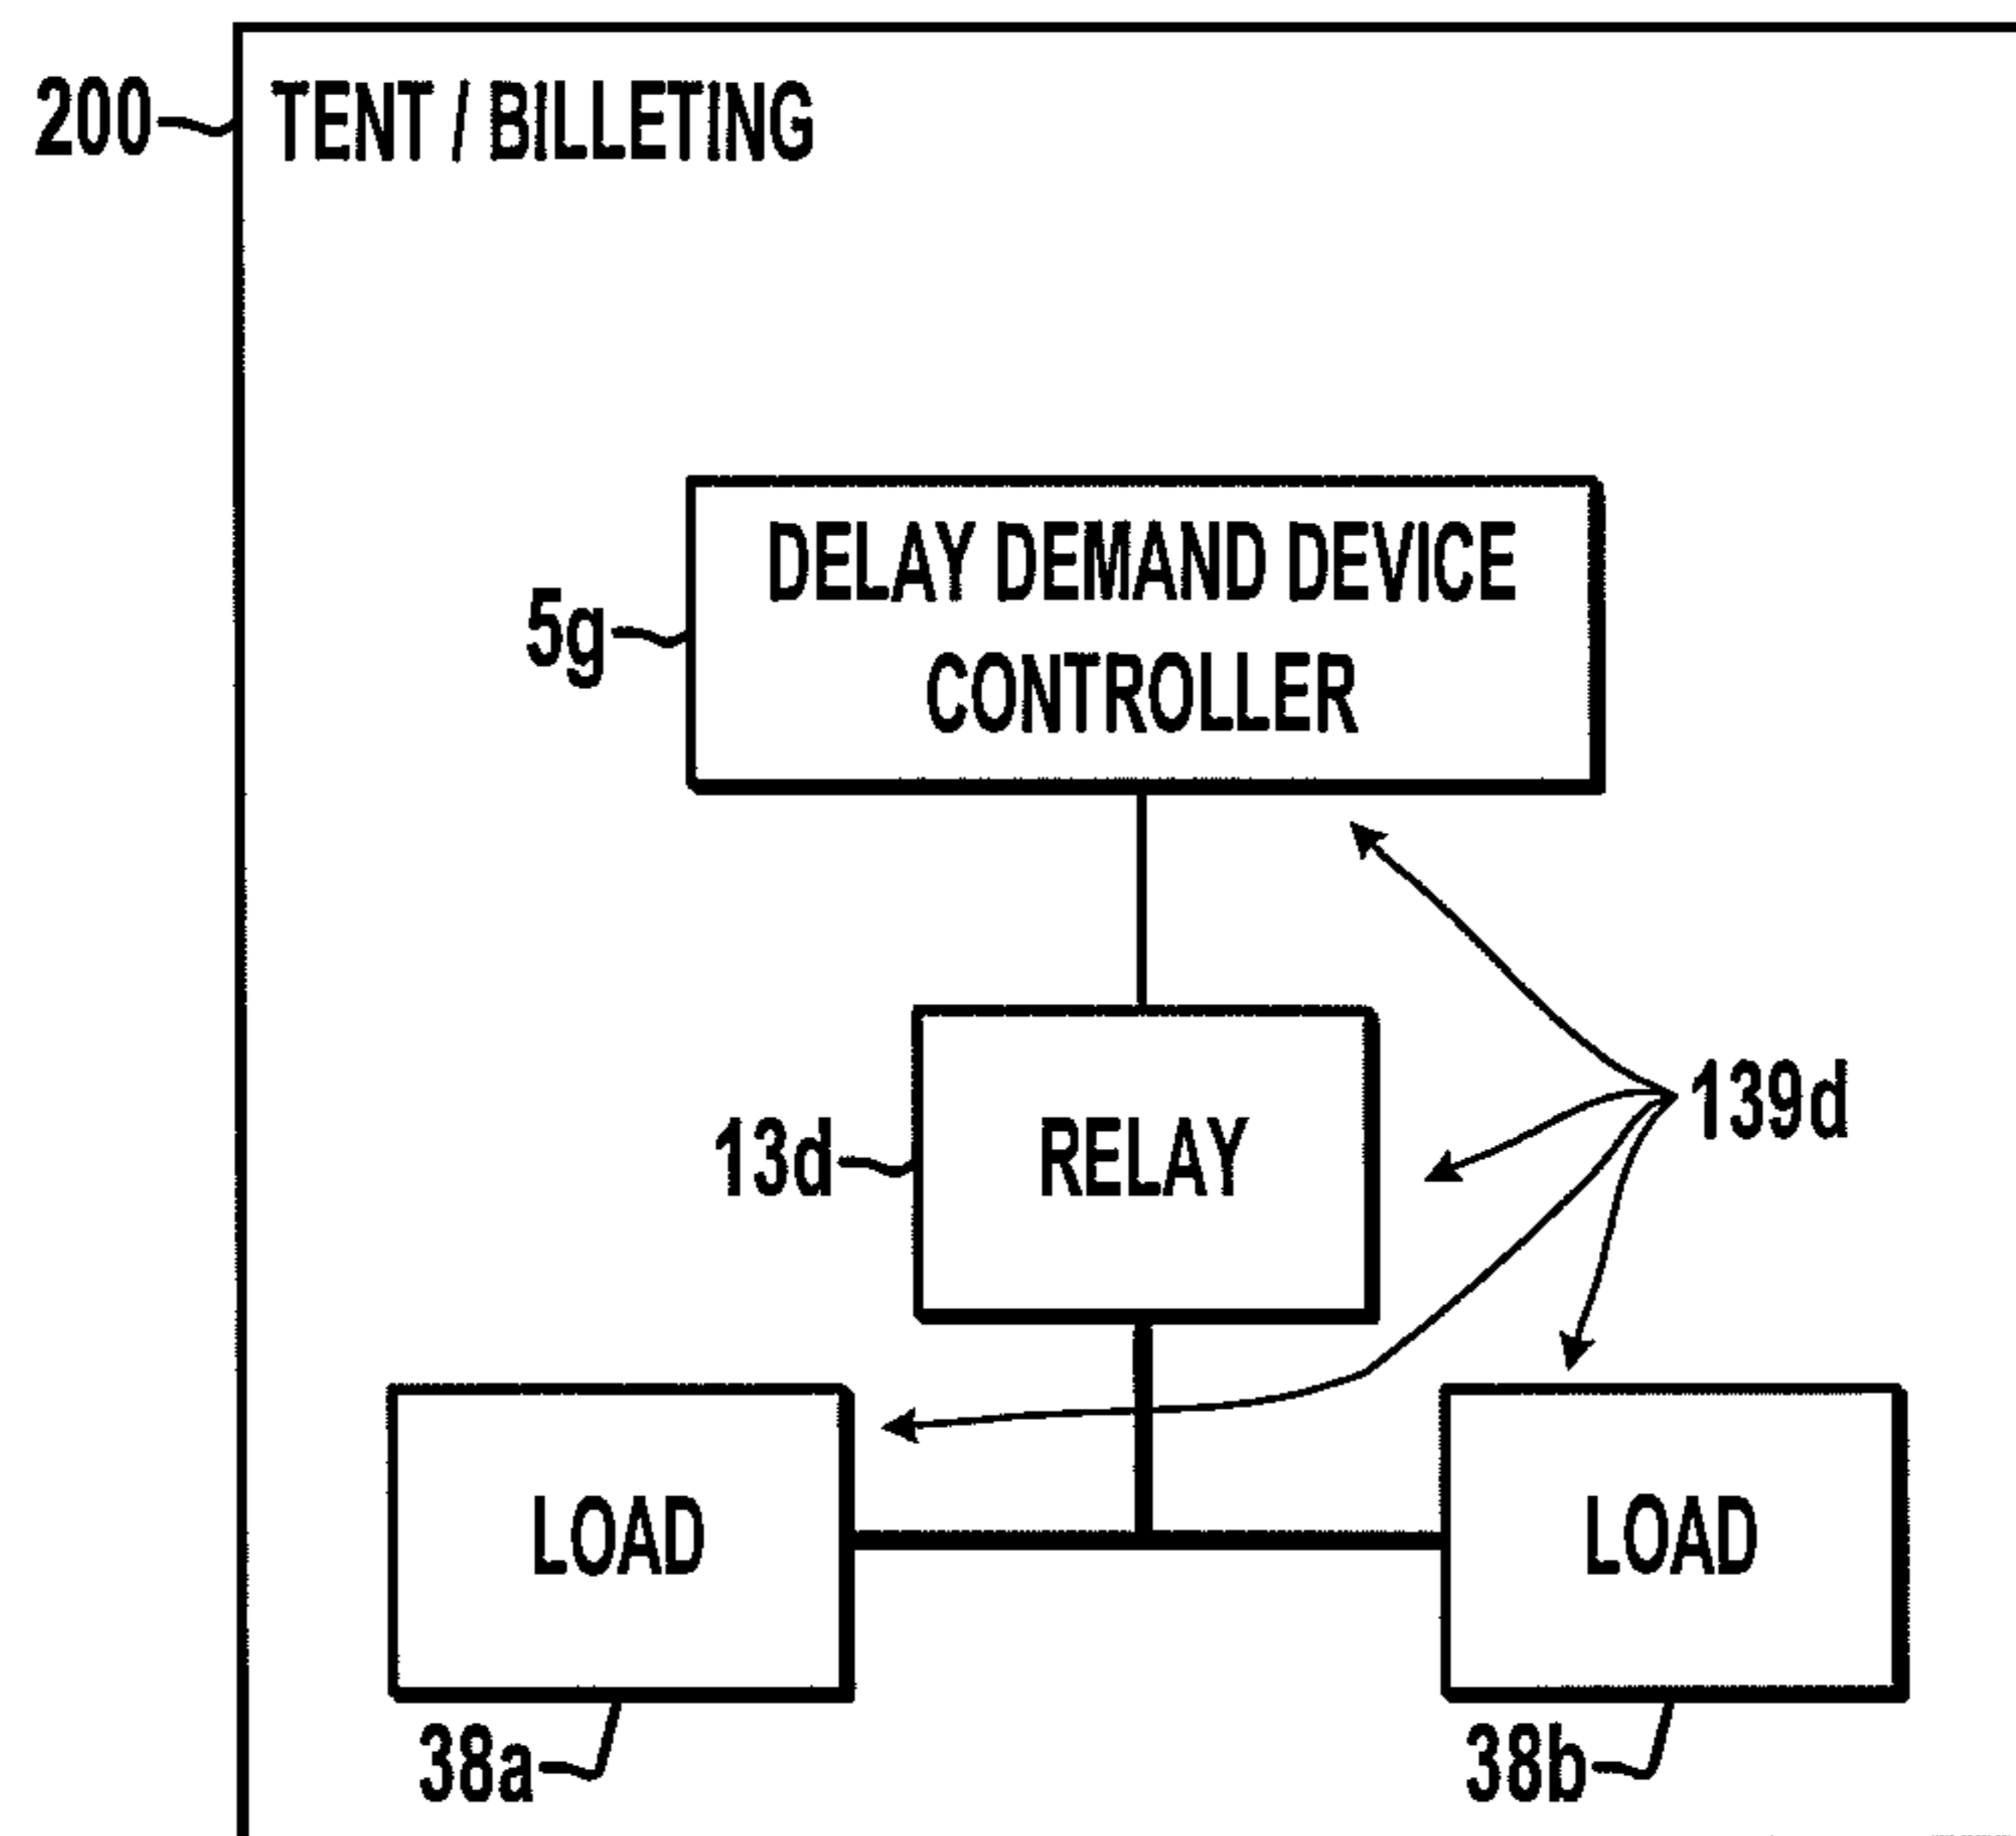 200
TENT / BILLETING
DELAY DEMAND DEVICE
CONTROLLER
5g
139d
13d
RELAY
LOAD
LOAD
38a
38b